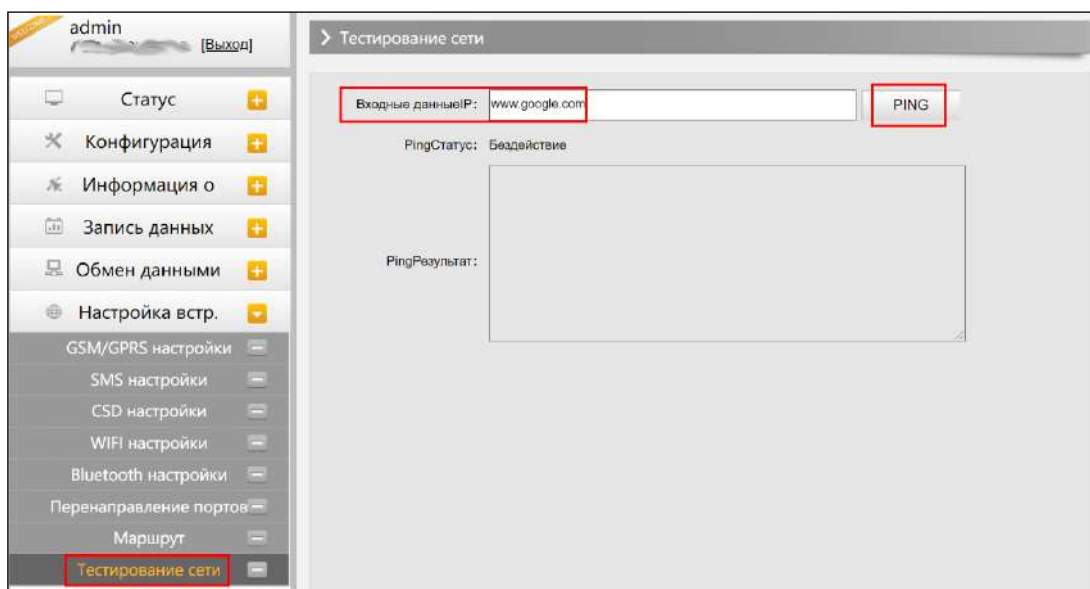 WELCOME
admin
[Выход]
Статус
Конфигурация
Информация о
Запись данных
Обмен данными
Настройка встр.
GSM/GPRS настройки
SMS настройки
CSD настройки
WIFI настройки
Bluetooth настройки
Перенаправление портов
Маршрут
Тестирование сети
Тестирование сети
Входные данныеIP: www.google.com PING
PingСтатус: Бездействие
PingРезультат: